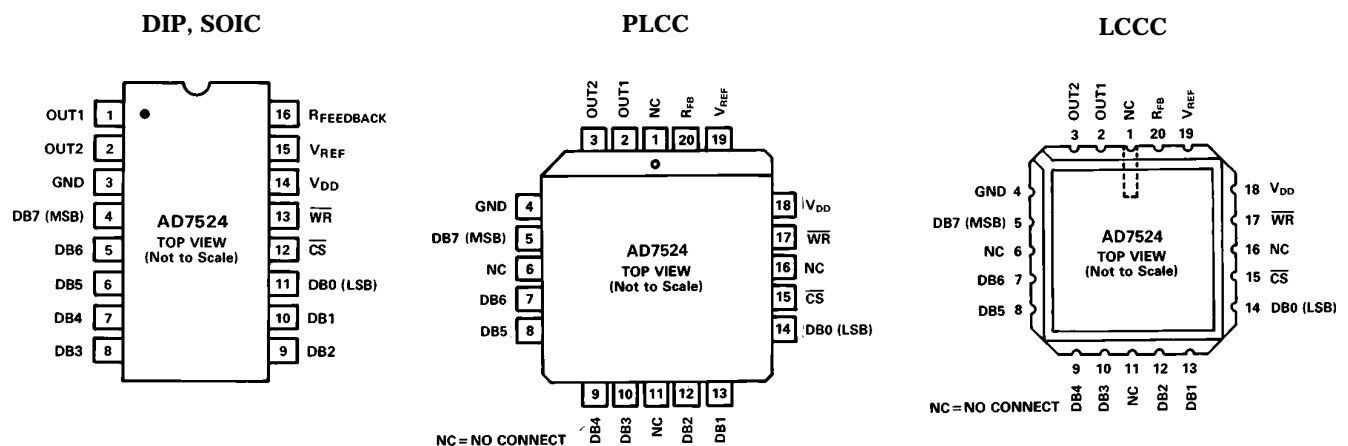 DIP, SOIC
OUT1 1
OUT2 2
GND 3
DB7 (MSB) 4
DB6 5
DB5 6
DB4 7
DB3 8
16 RFEEDBACK
15 VREF
14 VDD
13 W̅R̅
12 C̅S̅
11 DB0 (LSB)
10 DB1
9 DB2
AD7524
TOP VIEW
(Not to Scale)
PLCC
OUT2 OUT1 NC RFB VREF
3 2 1 20 19
GND 4
DB7 (MSB) 5
NC 6
DB6 7
DB5 8
18 VDD
17 W̅R̅
16 NC
15 C̅S̅
14 DB0 (LSB)
AD7524
TOP VIEW
(Not to Scale)
9 10 11 12 13
DB4 DB3 NC DB2 DB1
NC = NO CONNECT
LCCC
OUT2 OUT1 NC RFB VREF
3 2 1 20 19
GND 4
DB7 (MSB) 5
NC 6
DB6 7
DB5 8
18 VDD
17 W̅R̅
16 NC
15 C̅S̅
14 DB0 (LSB)
AD7524
TOP VIEW
(Not to Scale)
9 10 11 12 13
DB4 DB3 NC DB2 DB1
NC = NO CONNECT